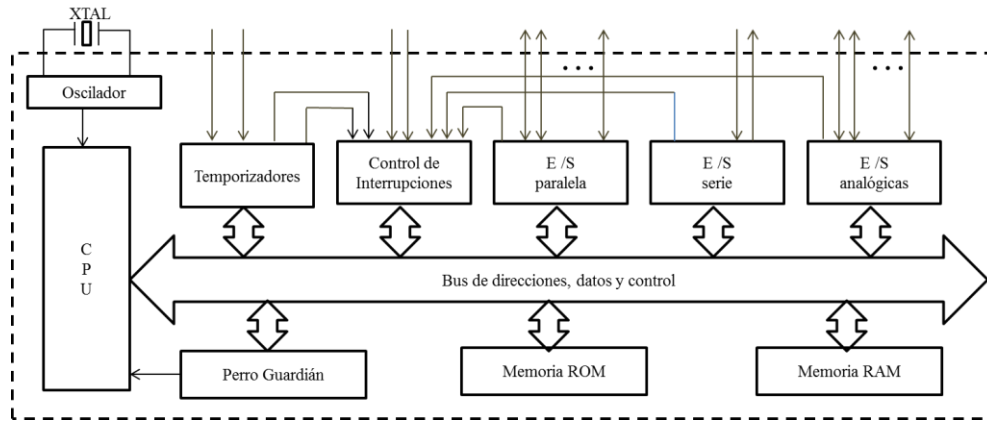 XTAL
Oscilador
Temporizadores
Control de
Interrupciones
E /S
paralela
E /S
serie
E /S
analógicas
C
P
U
Bus de direcciones, datos y control
Perro Guardián
Memoria ROM
Memoria RAM